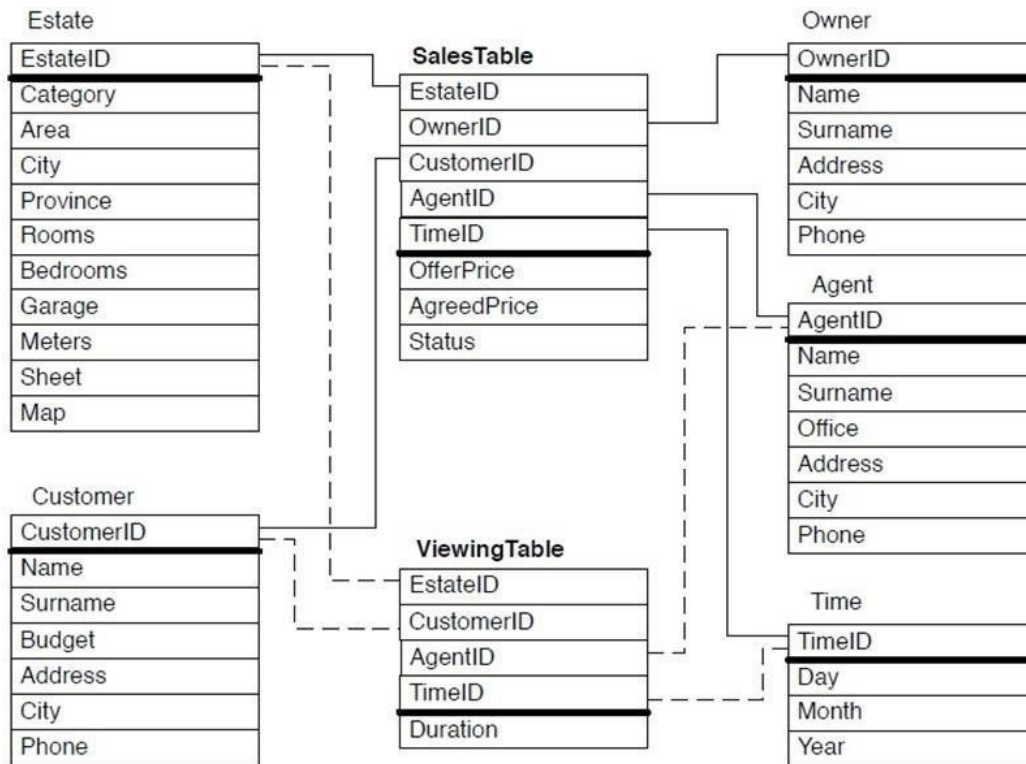 Estate
EstateID
Category
Area
City
Province
Rooms
Bedrooms
Garage
Meters
Sheet
Map
Customer
CustomerID
Name
Surname
Budget
Address
City
Phone
SalesTable
EstateID
OwnerID
CustomerID
AgentID
TimeID
OfferPrice
AgreedPrice
Status
ViewingTable
EstateID
CustomerID
AgentID
TimeID
Duration
Owner
OwnerID
Name
Surname
Address
City
Phone
Agent
AgentID
Name
Surname
Office
Address
City
Phone
Time
TimeID
Day
Month
Year